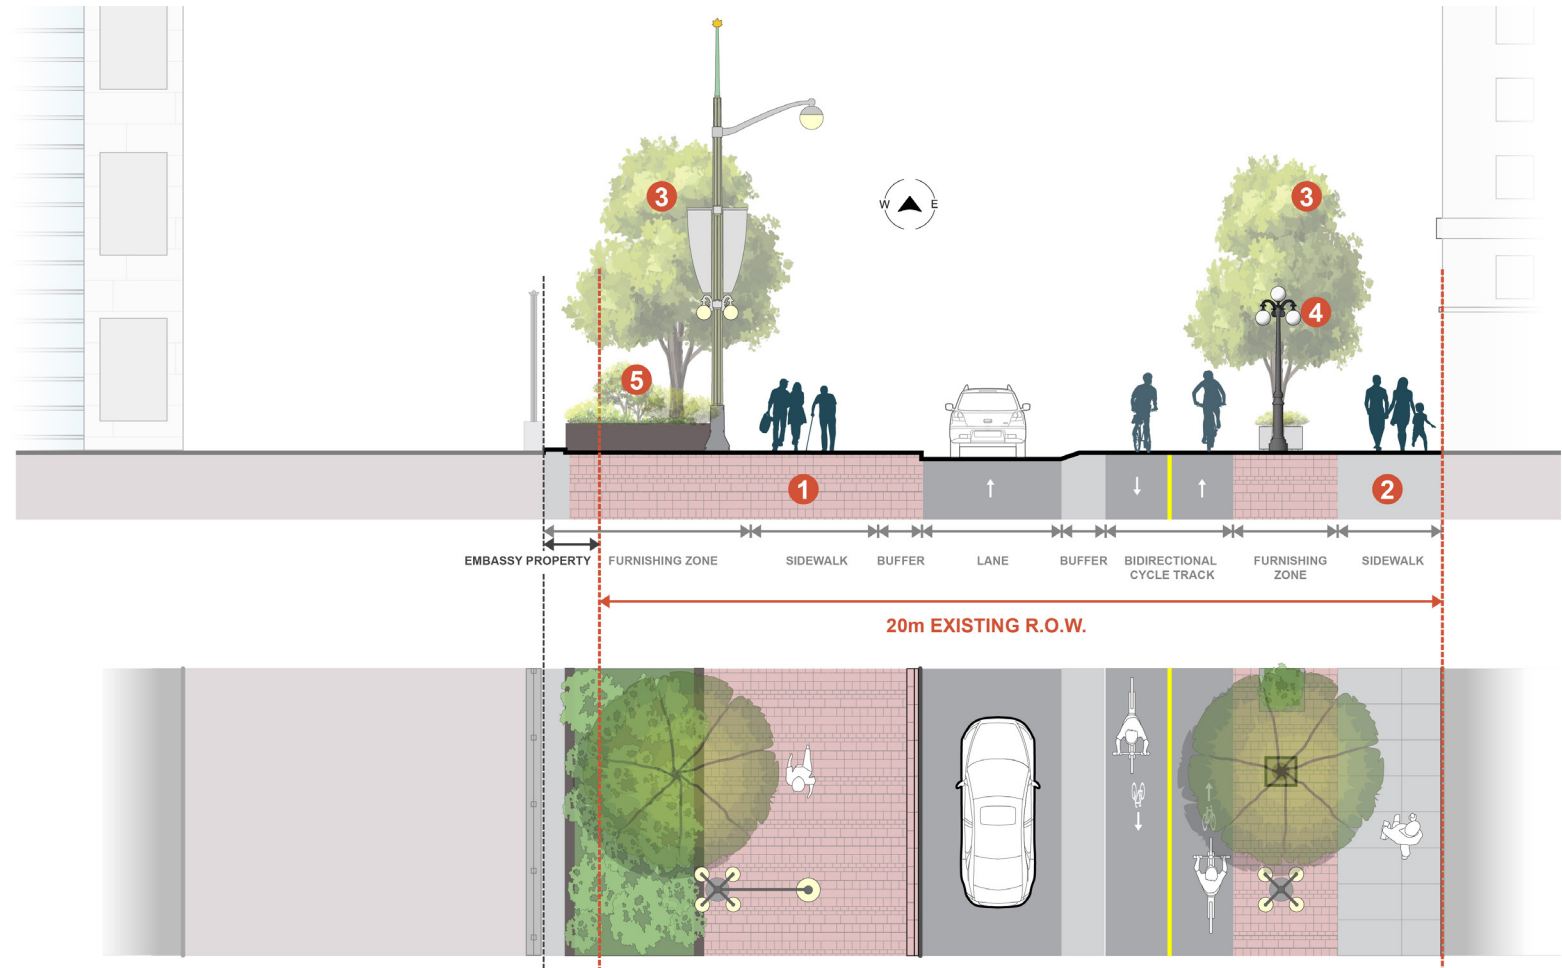 3
3
W E
4
5
1
2
EMBASSY PROPERTY
FURNISHING ZONE
SIDEWALK
BUFFER
LANE
BUFFER
BIDIRECTIONAL
CYCLE TRACK
FURNISHING
ZONE
SIDEWALK
20m EXISTING R.O.W.